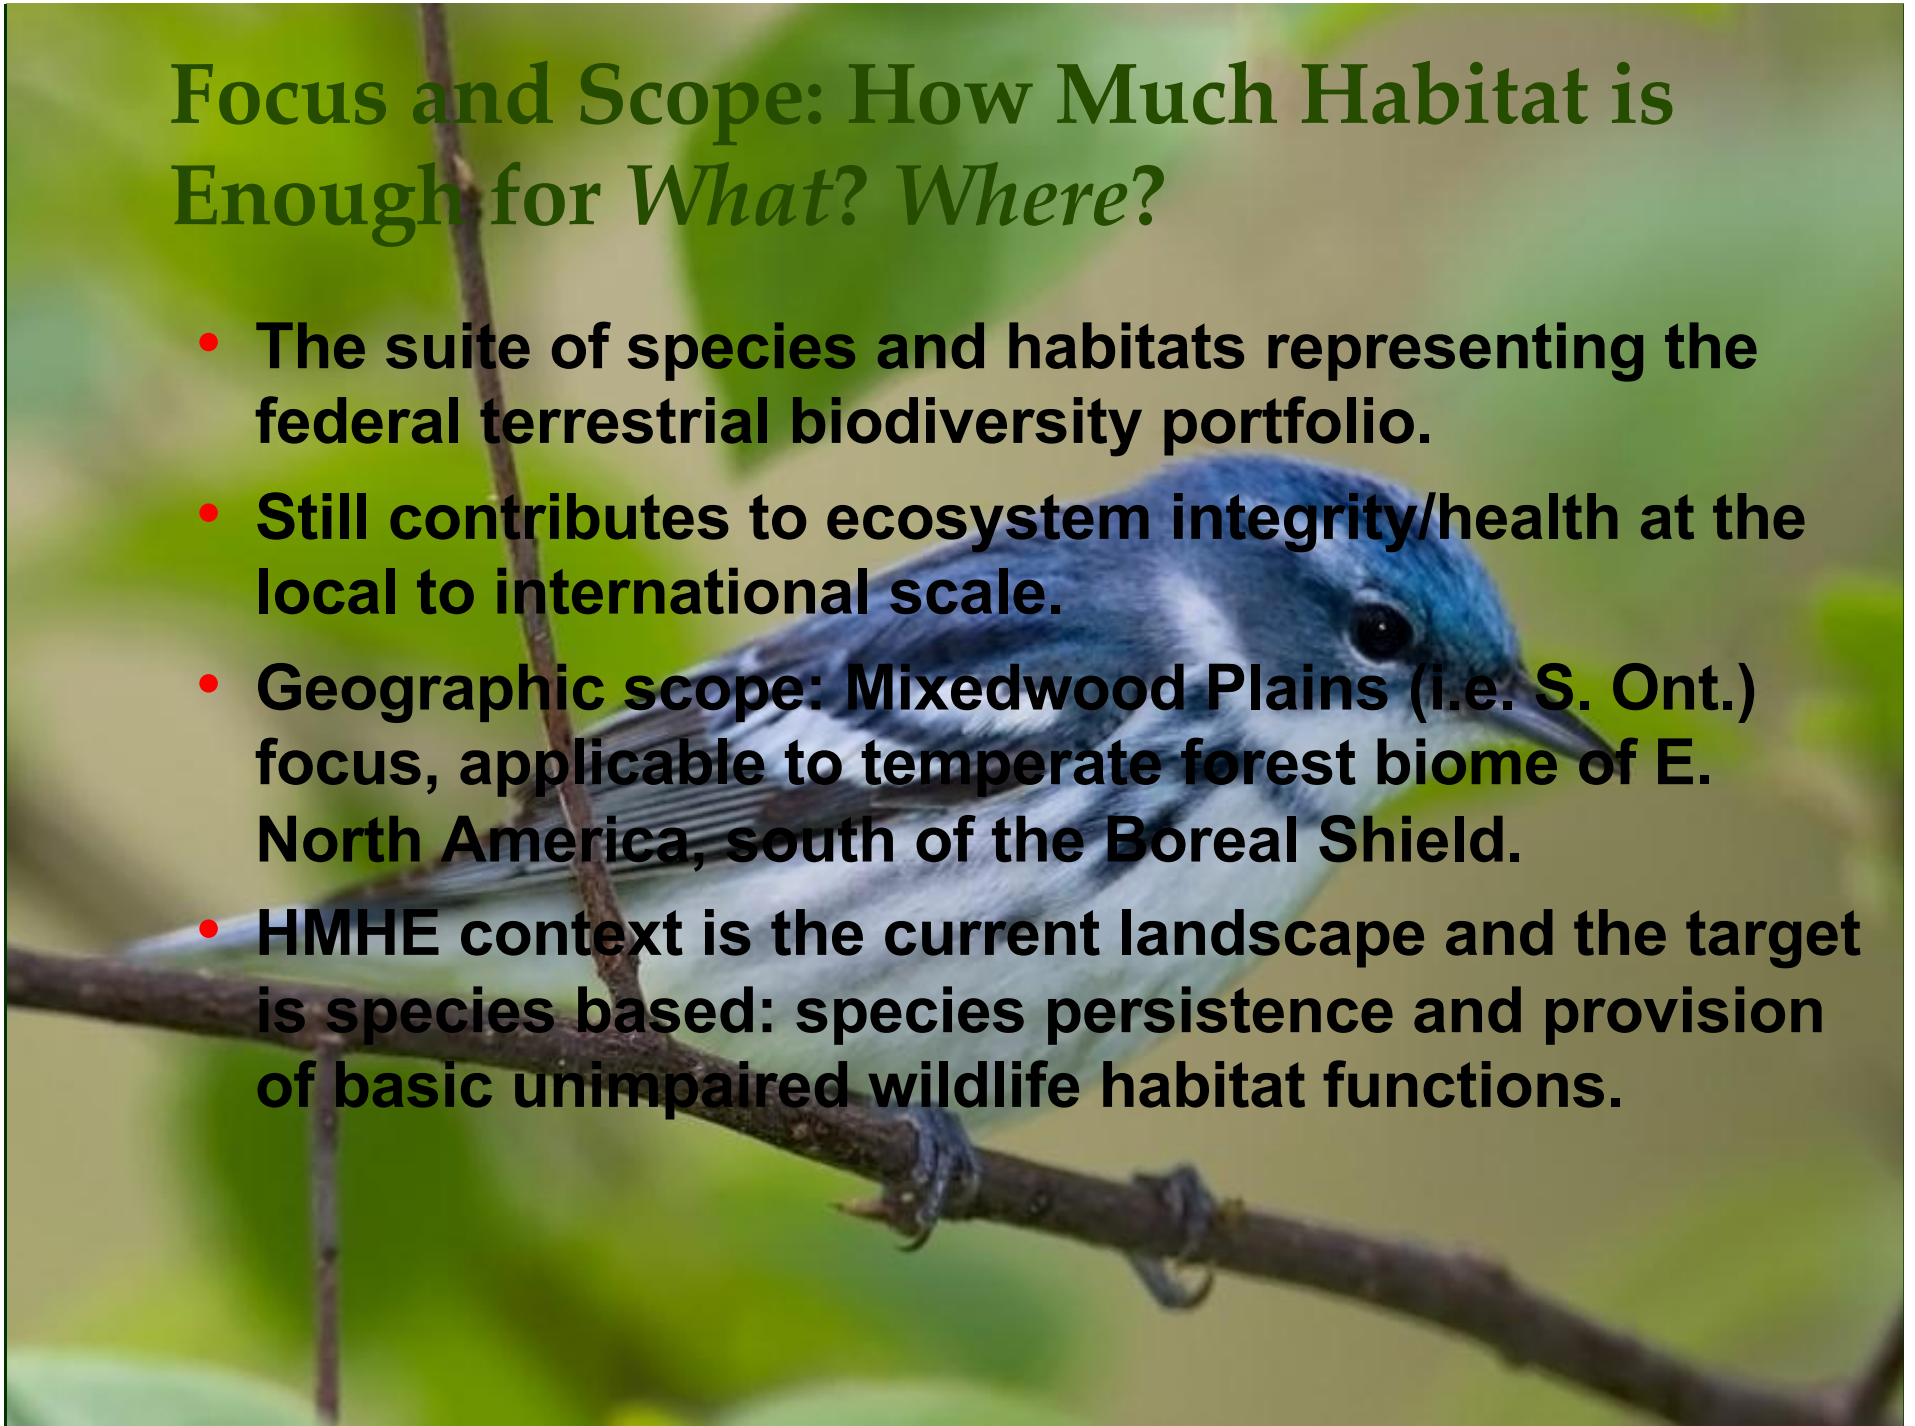 Focus and Scope: How Much Habitat is
Enough for What? Where?
• The suite of species and habitats representing the
federal terrestrial biodiversity portfolio.
• Still contributes to ecosystem integrity/health at the
local to international scale.
• Geographic scope: Mixedwood Plains (i.e. S. Ont.)
focus, applicable to temperate forest biome of E.
North America, south of the Boreal Shield.
• HMHE context is the current landscape and the target
is species based: species persistence and provision
of basic unimpaired wildlife habitat functions.